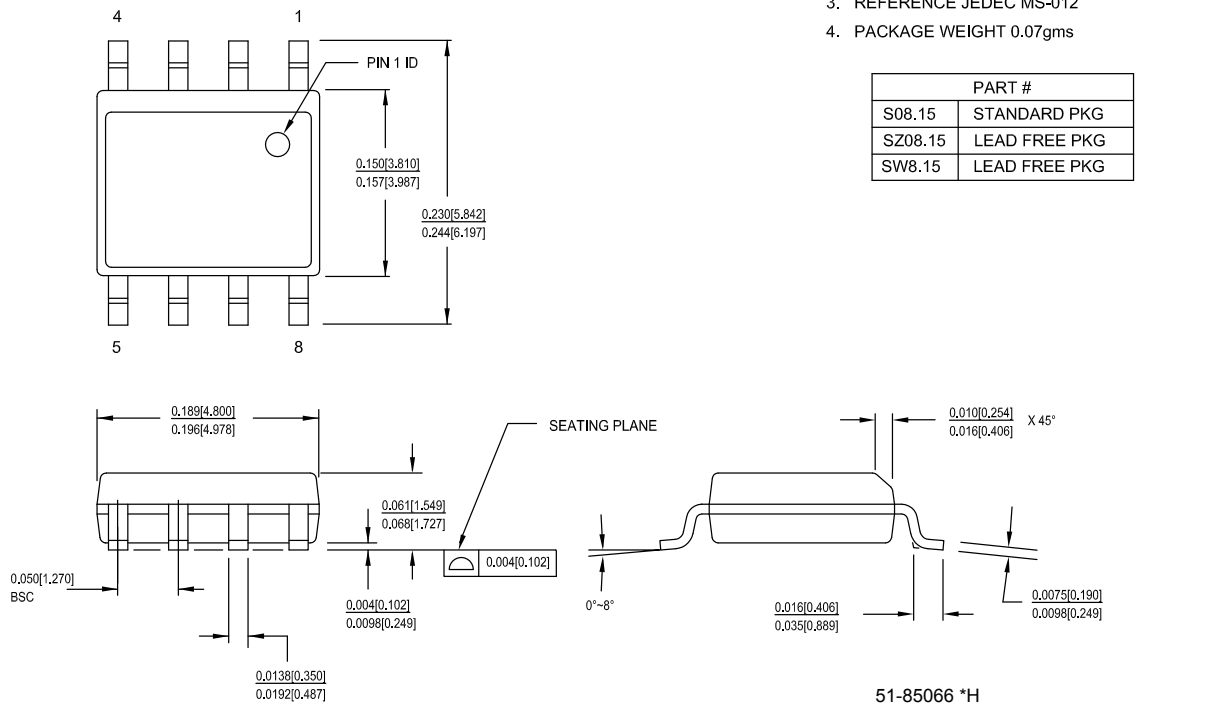 3. REFERENCE JEDEC MS-012
4. PACKAGE WEIGHT 0.07gms
PART #
S08.15 STANDARD PKG
SZ08.15 LEAD FREE PKG
SW8.15 LEAD FREE PKG
4 1
PIN 1 ID
0.150[3.810]
0.157[3.987]
0.230[5.842]
0.244[6.197]
5 8
0.189[4.800]
0.196[4.978]
SEATING PLANE
0.010[0.254]
0.016[0.406]
X 45°
0.061[1.549]
0.068[1.727]
0.004[0.102]
0.050[1.270]
BSC
0.004[0.102]
0.0098[0.249]
0°~8°
0.016[0.406]
0.035[0.889]
0.0075[0.190]
0.0098[0.249]
0.0138[0.350]
0.0192[0.487]
51-85066 *H